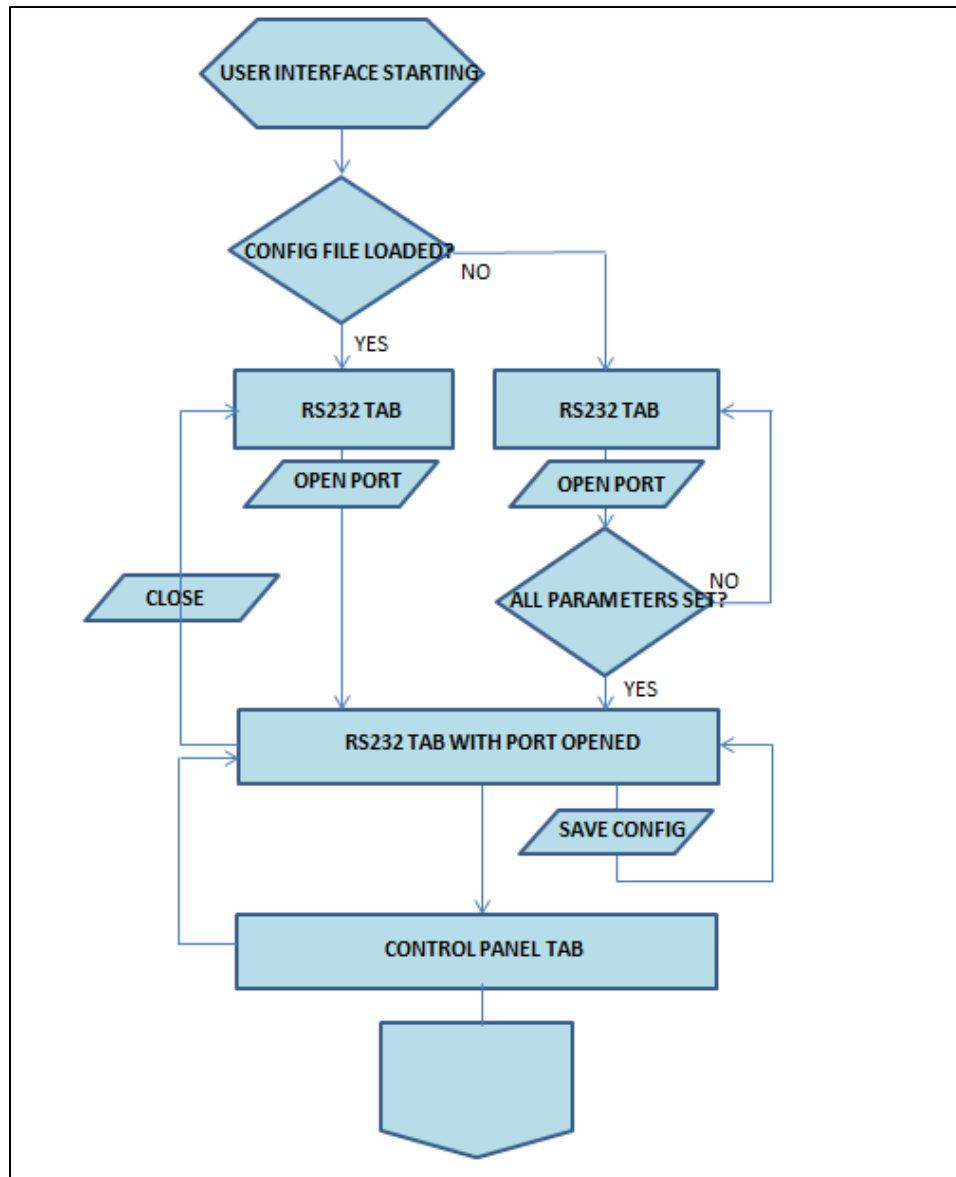 USER INTERFACE STARTING
CONFIG FILE LOADED?
NO
YES
RS232 TAB
RS232 TAB
OPEN PORT
OPEN PORT
CLOSE
NO
ALL PARAMETERS SET?
YES
RS232 TAB WITH PORT OPENED
SAVE CONFIG
CONTROL PANEL TAB